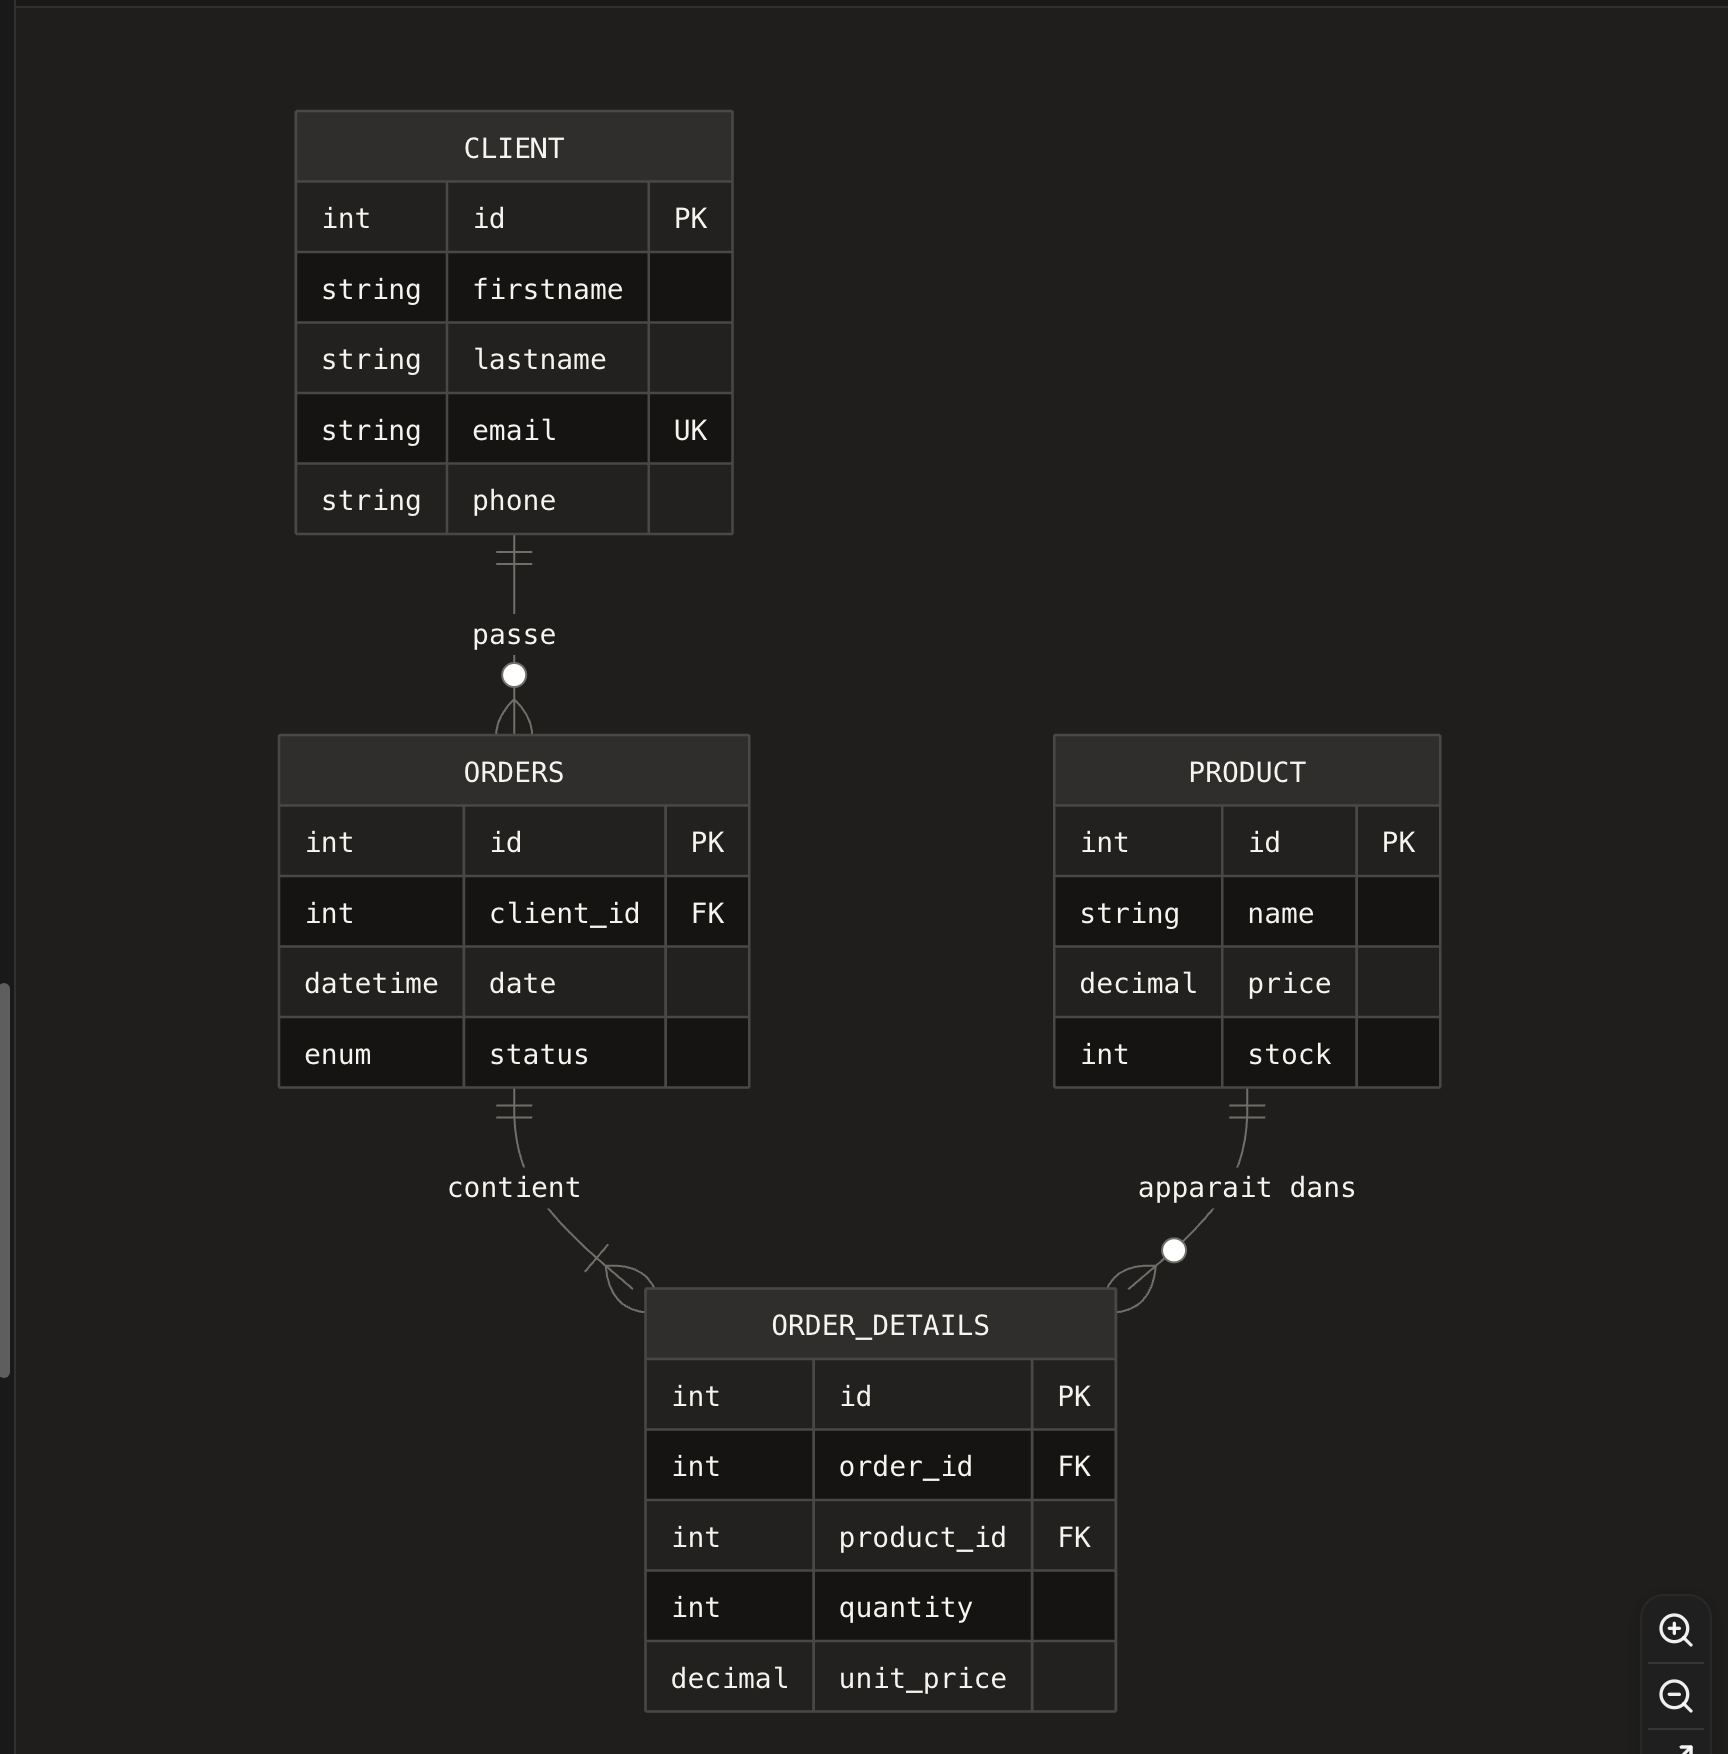 CLIENT
int id PK
string firstname
string lastname
string email UK
string phone
passe
ORDERS
int id PK
int client_id FK
datetime date
enum status
PRODUCT
int id PK
string name
decimal price
int stock
contient
apparait dans
ORDER_DETAILS
int id PK
int order_id FK
int product_id FK
int quantity
decimal unit_price